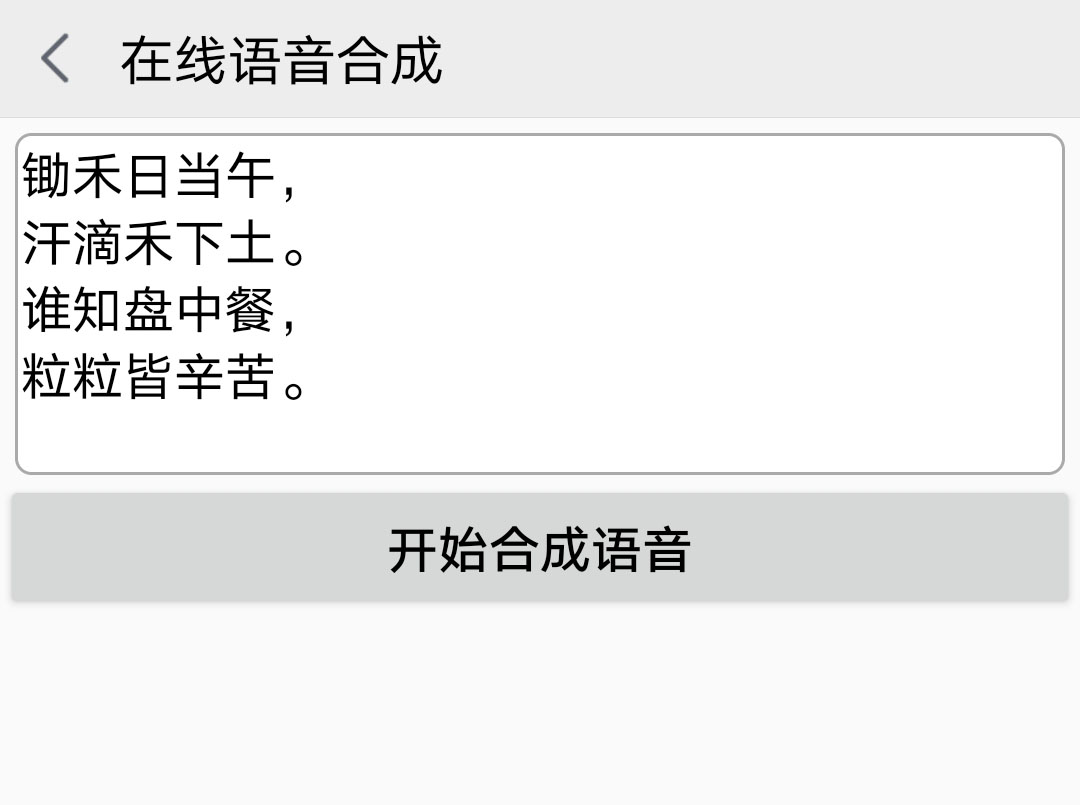 在线语音合成
锄禾日当午，
汗滴禾下土。
谁知盘中餐，
粒粒皆辛苦。
开始合成语音